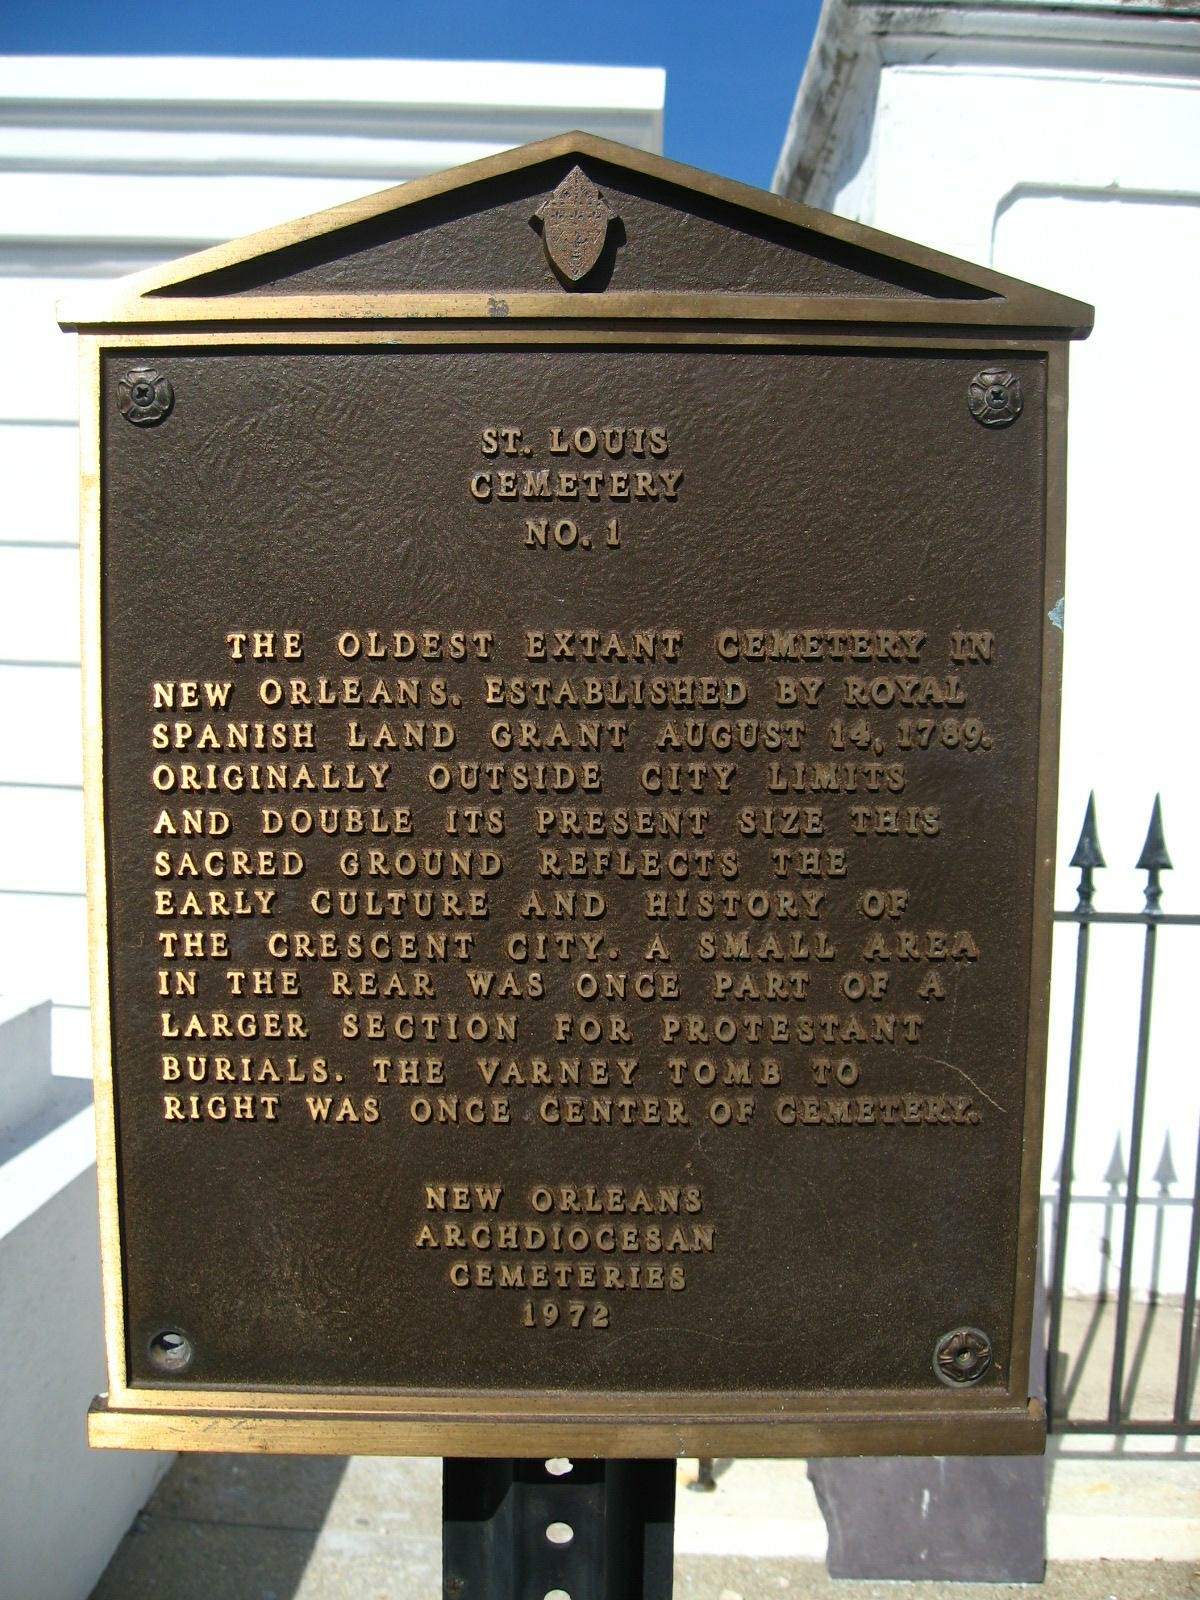 ST. LOUIS
CEMETERY
NO. 1
THE OLDEST EXTANT CEMETERY IN
NEW ORLEANS. ESTABLISHED BY ROYAL
SPANISH LAND GRANT AUGUST 14, 1789.
ORIGINALLY OUTSIDE CITY LIMITS
AND DOUBLE ITS PRESENT SIZE THIS
SACRED GROUND REFLECTS THE
EARLY CULTURE AND HISTORY OF
THE CRESCENT CITY. A SMALL AREA
IN THE REAR WAS ONCE PART OF A
LARGER SECTION FOR PROTESTANT
BURIALS. THE VARNEY TOMB TO
RIGHT WAS ONCE CENTER OF CEMETERY.
NEW ORLEANS
ARCHDIOCESAN
CEMETERIES
1972